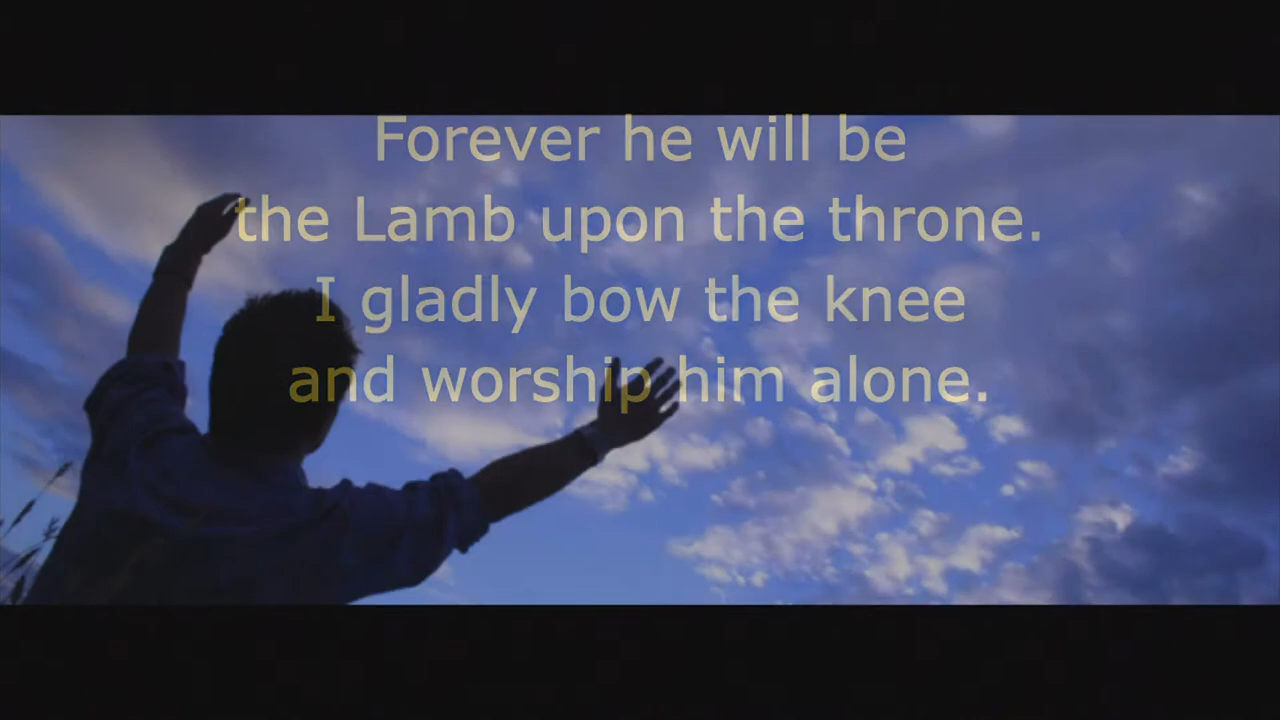 Forever he will be
the Lamb upon the throne.
I gladly bow the knee
and worship him alone.